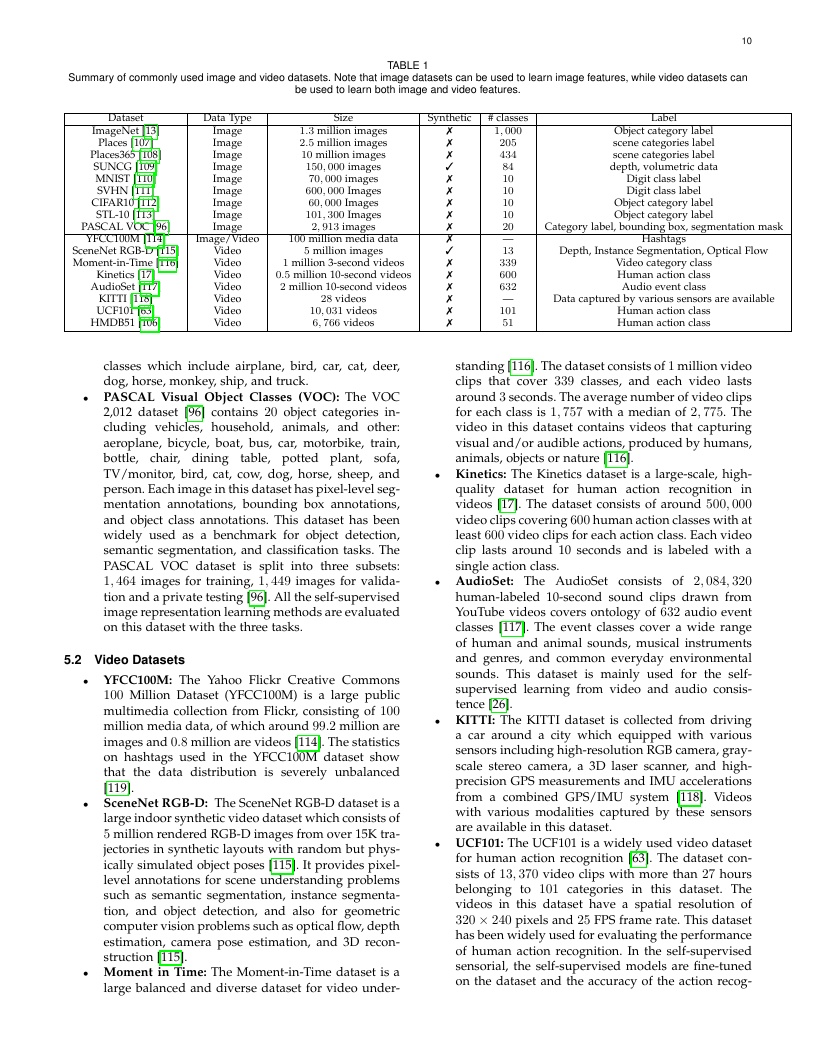 10
TABLE 1
Summary of commonly used image and video datasets. Note that image datasets can be used to learn image features, while video datasets can
be used to learn both image and video features.
Dataset Data Type Size Synthetic # classes Label
ImageNet [13] Image 1.3 million images ✗ 1,000 Object category label
Places [107] Image 2.5 million images ✗ 205 scene categories label
Places365 [108] Image 10 million images ✗ 434 scene categories label
SUNCG [109] Image 150,000 images ✓ 84 depth, volumetric data
MNIST [110] Image 70,000 images ✗ 10 Digit class label
SVHN [111] Image 600,000 Images ✗ 10 Digit class label
CIFAR10 [112] Image 60,000 Images ✗ 10 Object category label
STL-10 [113] Image 101,300 Images ✗ 10 Object category label
PASCAL VOC [96] Image 2,913 images ✗ 20 Category label, bounding box, segmentation mask
YFCC100M [114] Image/Video 100 million media data ✗ — Hashtags
SceneNet RGB-D [115] Video 5 million images ✓ 13 Depth, Instance Segmentation, Optical Flow
Moment-in-Time [116] Video 1 million 3-second videos ✗ 339 Video category class
Kinetics [17] Video 0.5 million 10-second videos ✗ 600 Human action class
AudioSet [117] Video 2 million 10-second videos ✗ 632 Audio event class
KITTI [118] Video 28 videos ✗ — Data captured by various sensors are available
UCF101 [63] Video 10,031 videos ✗ 101 Human action class
HMDB51 [106] Video 6,766 videos ✗ 51 Human action class
classes which include airplane, bird, car, cat, deer,
dog, horse, monkey, ship, and truck.
• PASCAL Visual Object Classes (VOC): The VOC
2,012 dataset [96] contains 20 object categories in-
cluding vehicles, household, animals, and other:
aeroplane, bicycle, boat, bus, car, motorbike, train,
bottle, chair, dining table, potted plant, sofa,
TV/monitor, bird, cat, cow, dog, horse, sheep, and
person. Each image in this dataset has pixel-level seg-
mentation annotations, bounding box annotations,
and object class annotations. This dataset has been
widely used as a benchmark for object detection,
semantic segmentation, and classification tasks. The
PASCAL VOC dataset is split into three subsets:
1,464 images for training, 1,449 images for valida-
tion and a private testing [96]. All the self-supervised
image representation learning methods are evaluated
on this dataset with the three tasks.
5.2 Video Datasets
• YFCC100M: The Yahoo Flickr Creative Commons
100 Million Dataset (YFCC100M) is a large public
multimedia collection from Flickr, consisting of 100
million media data, of which around 99.2 million are
images and 0.8 million are videos [114]. The statistics
on hashtags used in the YFCC100M dataset show
that the data distribution is severely unbalanced
[119].
• SceneNet RGB-D: The SceneNet RGB-D dataset is a
large indoor synthetic video dataset which consists of
5 million rendered RGB-D images from over 15K tra-
jectories in synthetic layouts with random but phys-
ically simulated object poses [115]. It provides pixel-
level annotations for scene understanding problems
such as semantic segmentation, instance segmenta-
tion, and object detection, and also for geometric
computer vision problems such as optical flow, depth
estimation, camera pose estimation, and 3D recon-
struction [115].
• Moment in Time: The Moment-in-Time dataset is a
large balanced and diverse dataset for video under-
standing [116]. The dataset consists of 1 million video
clips that cover 339 classes, and each video lasts
around 3 seconds. The average number of video clips
for each class is 1,757 with a median of 2,775. The
video in this dataset contains videos that capturing
visual and/or audible actions, produced by humans,
animals, objects or nature [116].
• Kinetics: The Kinetics dataset is a large-scale, high-
quality dataset for human action recognition in
videos [17]. The dataset consists of around 500,000
video clips covering 600 human action classes with at
least 600 video clips for each action class. Each video
clip lasts around 10 seconds and is labeled with a
single action class.
• AudioSet: The AudioSet consists of 2,084,320
human-labeled 10-second sound clips drawn from
YouTube videos covers ontology of 632 audio event
classes [117]. The event classes cover a wide range
of human and animal sounds, musical instruments
and genres, and common everyday environmental
sounds. This dataset is mainly used for the self-
supervised learning from video and audio consis-
tence [26].
• KITTI: The KITTI dataset is collected from driving
a car around a city which equipped with various
sensors including high-resolution RGB camera, gray-
scale stereo camera, a 3D laser scanner, and high-
precision GPS measurements and IMU accelerations
from a combined GPS/IMU system [118]. Videos
with various modalities captured by these sensors
are available in this dataset.
• UCF101: The UCF101 is a widely used video dataset
for human action recognition [63]. The dataset con-
sists of 13,370 video clips with more than 27 hours
belonging to 101 categories in this dataset. The
videos in this dataset have a spatial resolution of
320 × 240 pixels and 25 FPS frame rate. This dataset
has been widely used for evaluating the performance
of human action recognition. In the self-supervised
sensorial, the self-supervised models are fine-tuned
on the dataset and the accuracy of the action recog-